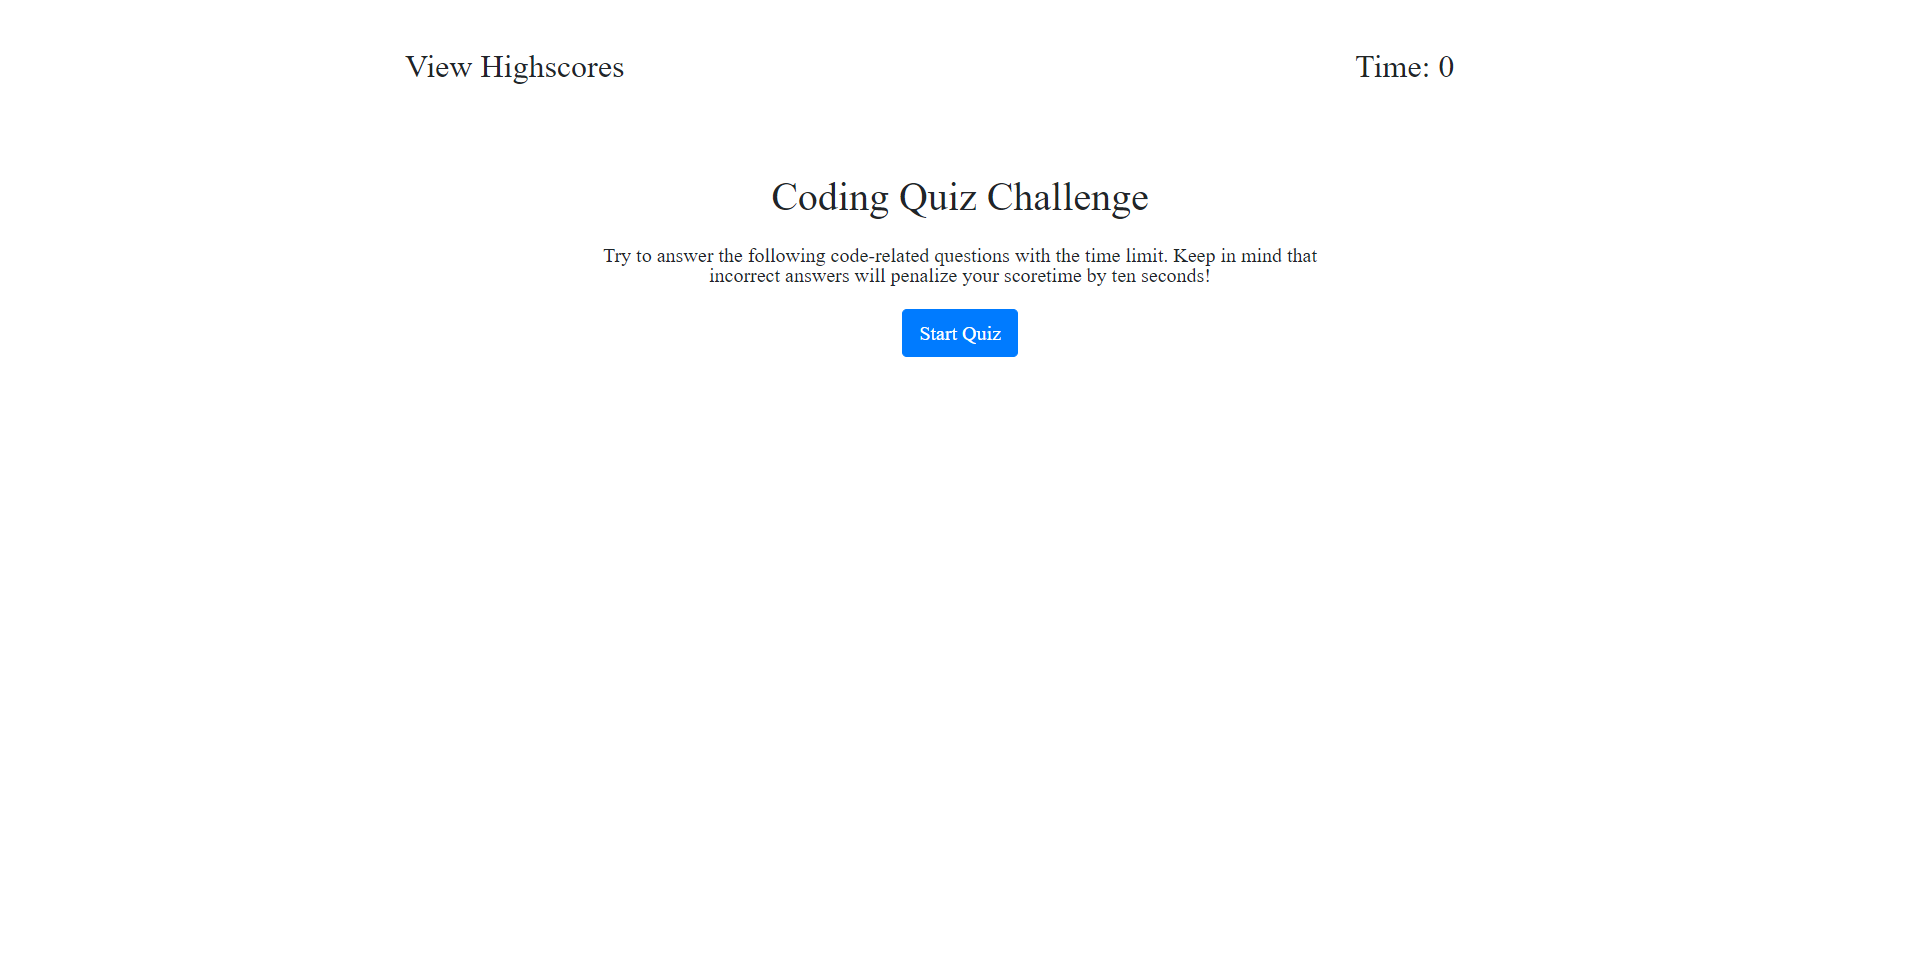 View Highscores
Time: 0
Coding Quiz Challenge
Try to answer the following code-related questions with the time limit. Keep in mind that
incorrect answers will penalize your scoretime by ten seconds!
Start Quiz